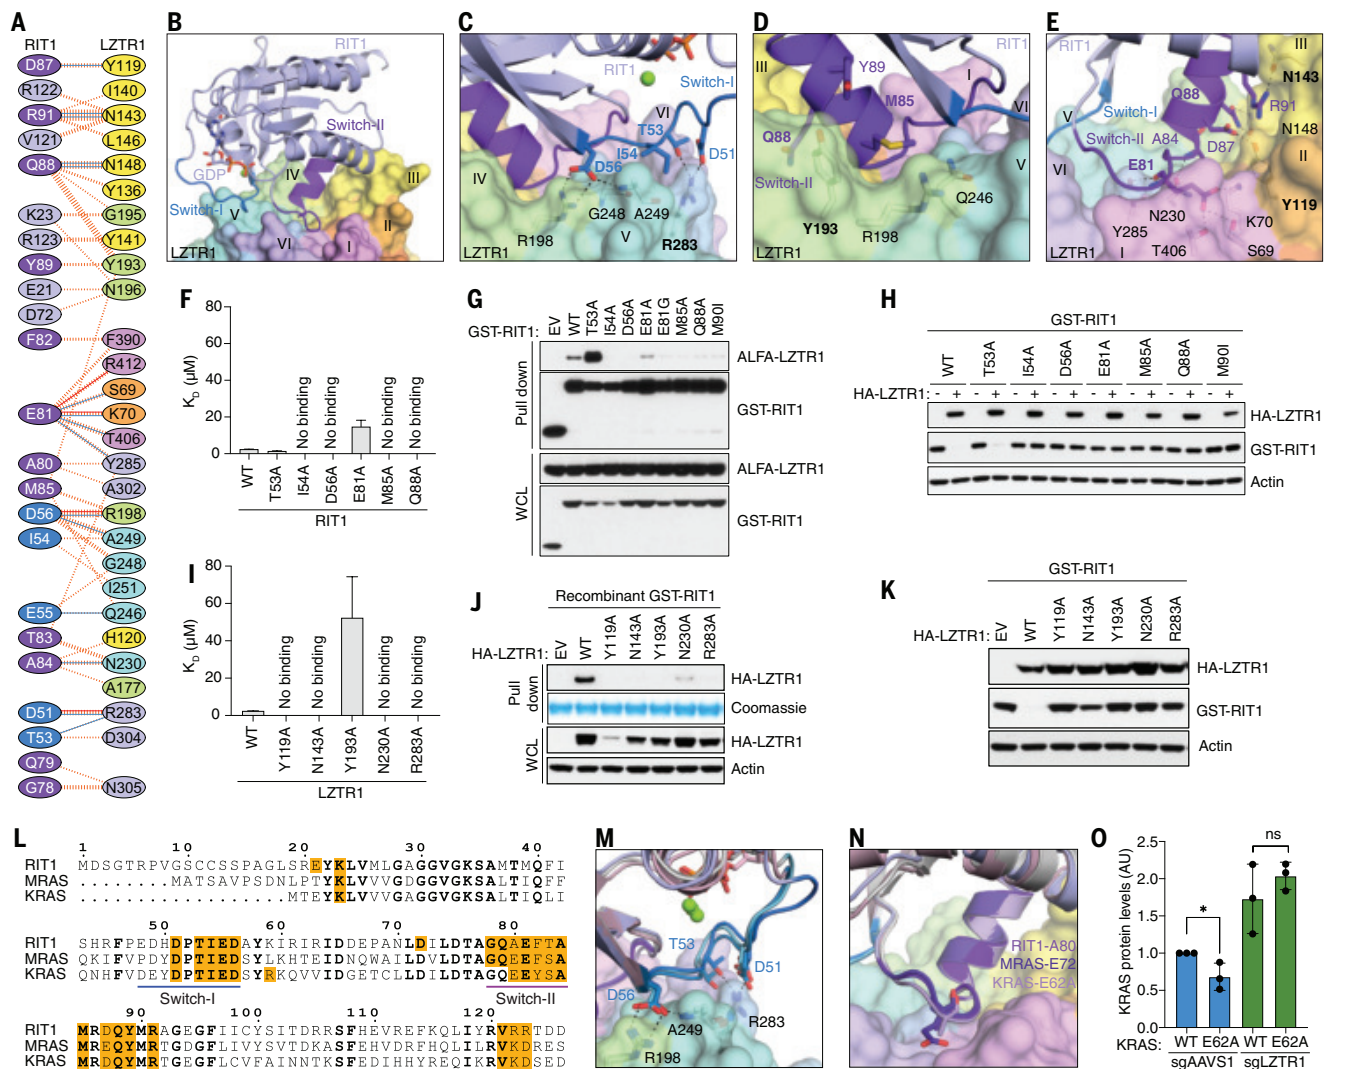 A
RIT1 LZTR1
D87 Y119
R122 I140
R91 N143
V121 L146
Q88 N148
Y136
K23 G195
R123 Y141
Y89 Y193
E21 N196
D72
F82 F390
R412
S69
E81 K70
T406
A80 Y285
M85 A302
D56 R198
I54 A249
G248
I251
E55 Q246
T83 H120
A84 N230
A177
D51 R283
T53 D304
Q79
G78 N305
B
RIT1
Switch-II
GDP
IV
III
Switch-I
V
II
VI
I
LZTR1
C
RIT1
Switch-I
VI
T53
I54
D51
D56
IV
G248 A249
R198
V
R283
LZTR1
D
RIT1
III
Y89
I
M85
VI
Q88
V
Switch-II
Q246
Y193
R198
LZTR1
E
RIT1
III
N143
Q88
R91
Switch-I
V
N148
Switch-II A84
D87
II
E81
VI
Y119
N230
K70
Y285
LZTR1
I
T406
S69
F
80
60
40
20
0
K_D (μM)
No binding
No binding
No binding
No binding
WT
T53A
I54A
D56A
E81A
M85A
Q88A
RIT1
G
GST-RIT1:
EV
WT
T53A
I54A
D56A
E81A
E81G
M85A
Q88A
M90I
Pull down
ALFA-LZTR1
GST-RIT1
WCL
ALFA-LZTR1
GST-RIT1
H
GST-RIT1
WT
T53A
I54A
D56A
E81A
M85A
Q88A
M90I
HA-LZTR1: - + - + - + - + - + - + - + - +
HA-LZTR1
GST-RIT1
Actin
I
80
60
40
20
0
K_D (μM)
No binding
No binding
No binding
No binding
WT
Y119A
N143A
Y193A
N230A
R283A
LZTR1
J
Recombinant GST-RIT1
HA-LZTR1:
EV
WT
Y119A
N143A
Y193A
N230A
R283A
Pull down
HA-LZTR1
Coomassie
WCL
HA-LZTR1
Actin
K
GST-RIT1
HA-LZTR1:
EV
WT
Y119A
N143A
Y193A
N230A
R283A
HA-LZTR1
GST-RIT1
Actin
L
1 10 20 30 40
RIT1 MDSGTRPVGSCCSSPAGLSREYKLVMLGAGGVGKSAMTMQFI
MRAS ........MATSAVPSDNLPTYKLVVVGDGGVGKSALTIQFF
KRAS ..................MTEYKLVVVGAGGVGKSALTIQLI
50 60 70 80
RIT1 SHRFPEDHDPTIEDAYKIRIRIDDEPANLDILDTAGQAEFTA
MRAS QKIFVPDYDPTIEDSYLKHTEIDNQWAILDVLDTAGQEEFSA
KRAS QNHFVDEYDPTIEDSYRKQVVIDGETCLLDILDTAGQEEYSA
Switch-I Switch-II
90 100 110 120
RIT1 MRDQYMRAGEGFIICYSITDRRSFHEVREFKQLIYRVRRTDD
MRAS MREQYMRTGDGFLIVYSVTDKASFEHVDRFHQLILRVKDRES
KRAS MRDQYMRTGEGFLCVFAINNTKSFEDIHHYREQIKRVKDSED
M
T53
D51
D56
A249
R283
R198
N
RIT1-A80
MRAS-E72
KRAS-E62A
O
2.5
2.0
1.5
1.0
0.5
0.0
KRAS protein levels (AU)
ns
*
KRAS: WT E62A WT E62A
sgAAVS1 sgLZTR1